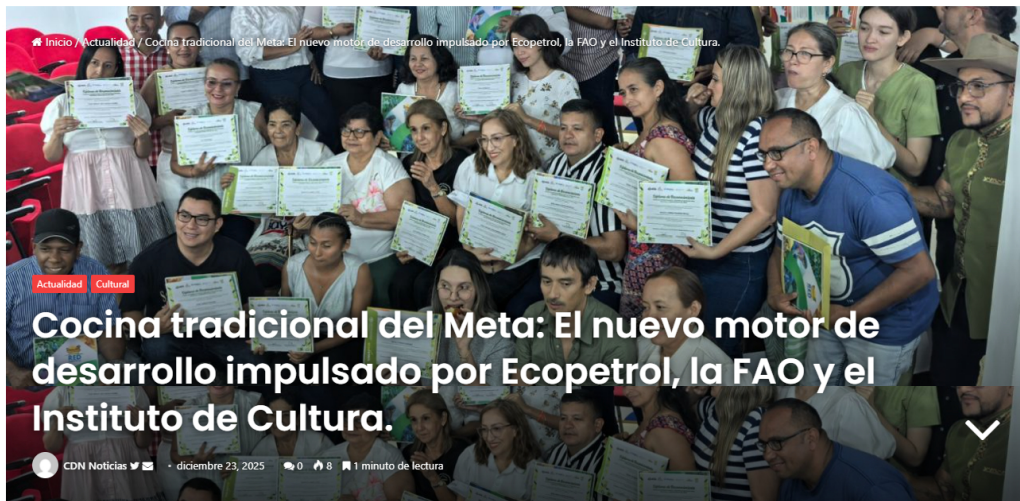 Inicio / Actualidad / Cocina tradicional del Meta: El nuevo motor de desarrollo impulsado por Ecopetrol, la FAO y el Instituto de Cultura.
Actualidad Cultural
Cocina tradicional del Meta: El nuevo motor de
desarrollo impulsado por Ecopetrol, la FAO y el
Instituto de Cultura.
CDN Noticias • diciembre 23, 2025 0 8 1 minuto de lectura